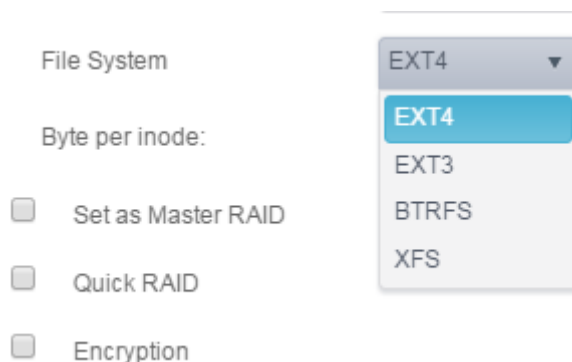 File System
EXT4
EXT4
Byte per inode:
EXT3
Set as Master RAID
BTRFS
XFS
Quick RAID
Encryption